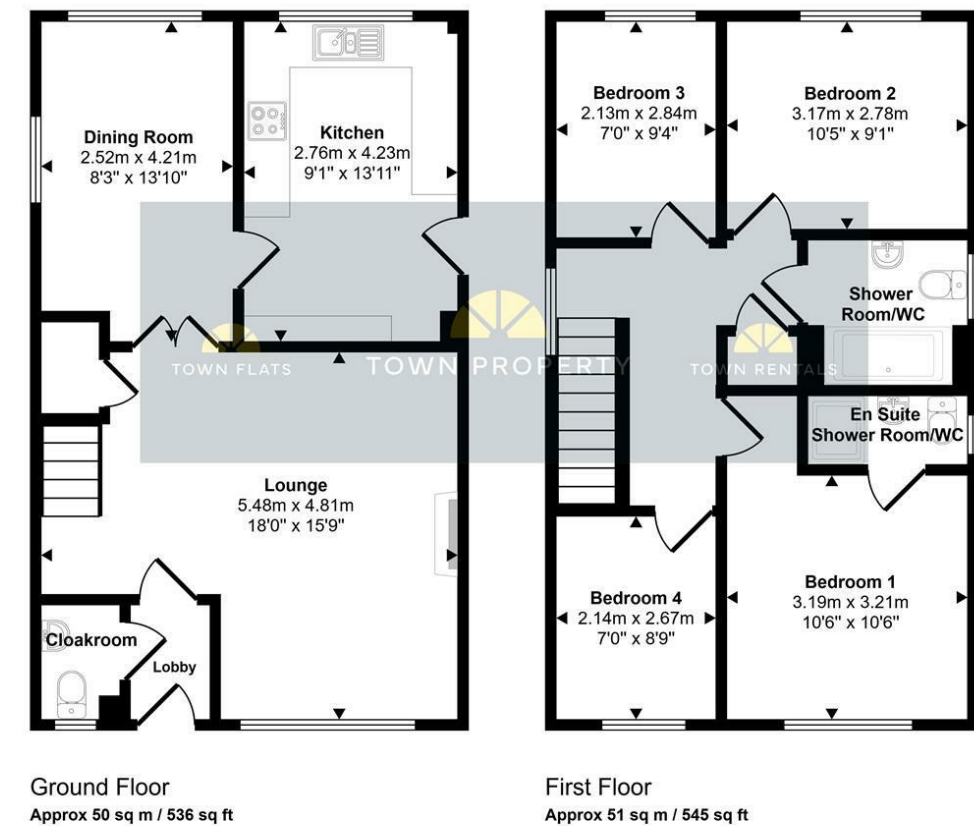 Dining Room
2.52m x 4.21m
8'3" x 13'10"
Kitchen
2.76m x 4.23m
9'1" x 13'11"
Lounge
5.48m x 4.81m
18'0" x 15'9"
Cloakroom
Lobby
Bedroom 3
2.13m x 2.84m
7'0" x 9'4"
Bedroom 2
3.17m x 2.78m
10'5" x 9'1"
Shower
Room/WC
En Suite
Shower Room/WC
Bedroom 4
2.14m x 2.67m
7'0" x 8'9"
Bedroom 1
3.19m x 3.21m
10'6" x 10'6"
TOWN FLATS
TOWN PROPERTY
TOWN RENTALS
Ground Floor
Approx 50 sq m / 536 sq ft
First Floor
Approx 51 sq m / 545 sq ft